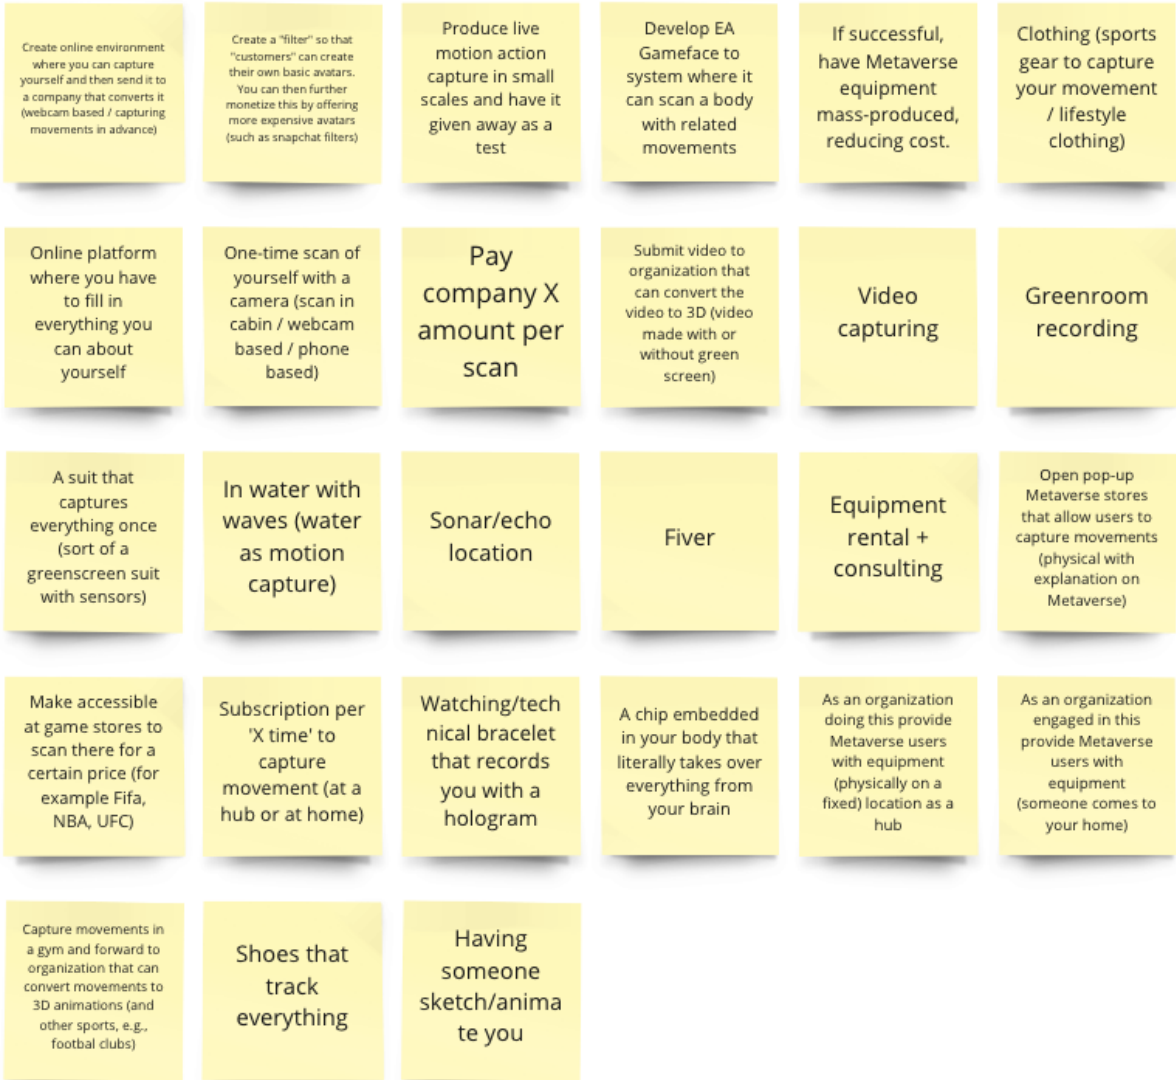 Create online environment
where you can capture
yourself and then send it to
a company that converts it
(webcam based / capturing
movements in advance)
Create a "filter" so that
"customers" can create
their own basic avatars.
You can then further
monetize this by offering
more expensive avatars
(such as snapchat filters)
Produce live
motion action
capture in small
scales and have it
given away as a
test
Develop EA
Gameface to
system where it
can scan a body
with related
movements
If successful,
have Metaverse
equipment
mass-produced,
reducing cost.
Clothing (sports
gear to capture
your movement
/ lifestyle
clothing)
Online platform
where you have
to fill in
everything you
can about
yourself
One-time scan of
yourself with a
camera (scan in
cabin / webcam
based / phone
based)
Pay
company X
amount per
scan
Submit video to
organization that
can convert the
video to 3D (video
made with or
without green
screen)
Video
capturing
Greenroom
recording
A suit that
captures
everything once
(sort of a
greenscreen suit
with sensors)
In water with
waves (water
as motion
capture)
Sonar/echo
location
Fiver
Equipment
rental +
consulting
Open pop-up
Metaverse stores
that allow users to
capture movements
(physical with
explanation on
Metaverse)
Make accessible
at game stores to
scan there for a
certain price (for
example Fifa,
NBA, UFC)
Subscription per
'X time' to
capture
movement (at a
hub or at home)
Watching/tech
nical bracelet
that records
you with a
hologram
A chip embedded
in your body that
literally takes over
everything from
your brain
As an organization
doing this provide
Metaverse users
with equipment
(physically on a
fixed) location as a
hub
As an organization
engaged in this
provide Metaverse
users with
equipment
(someone comes to
your home)
Capture movements in
a gym and forward to
organization that can
convert movements to
3D animations (and
other sports, e.g.,
footbal clubs)
Shoes that
track
everything
Having
someone
sketch/anima
te you